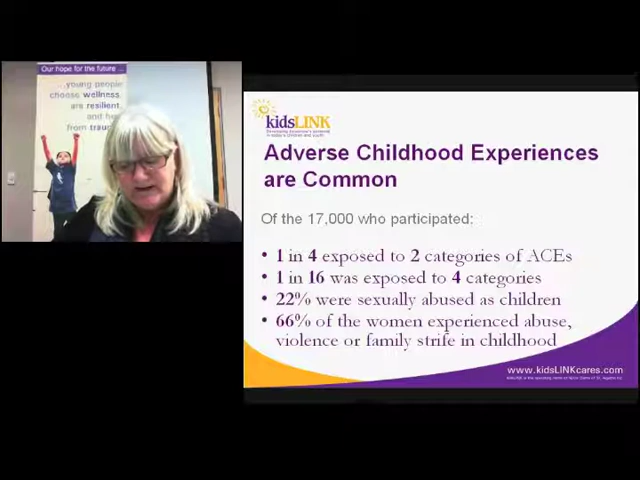 Our hope for the future ...
...young people
choose wellness,
are resilient,
and
from
kidsLINK
Adverse Childhood Experiences
are Common
Of the 17,000 who participated:
• 1 in 4 exposed to 2 categories of ACEs
• 1 in 16 was exposed to 4 categories
• 22% were sexually abused as children
• 66% of the women experienced abuse,
violence or family strife in childhood
www.kidsLINKcares.com